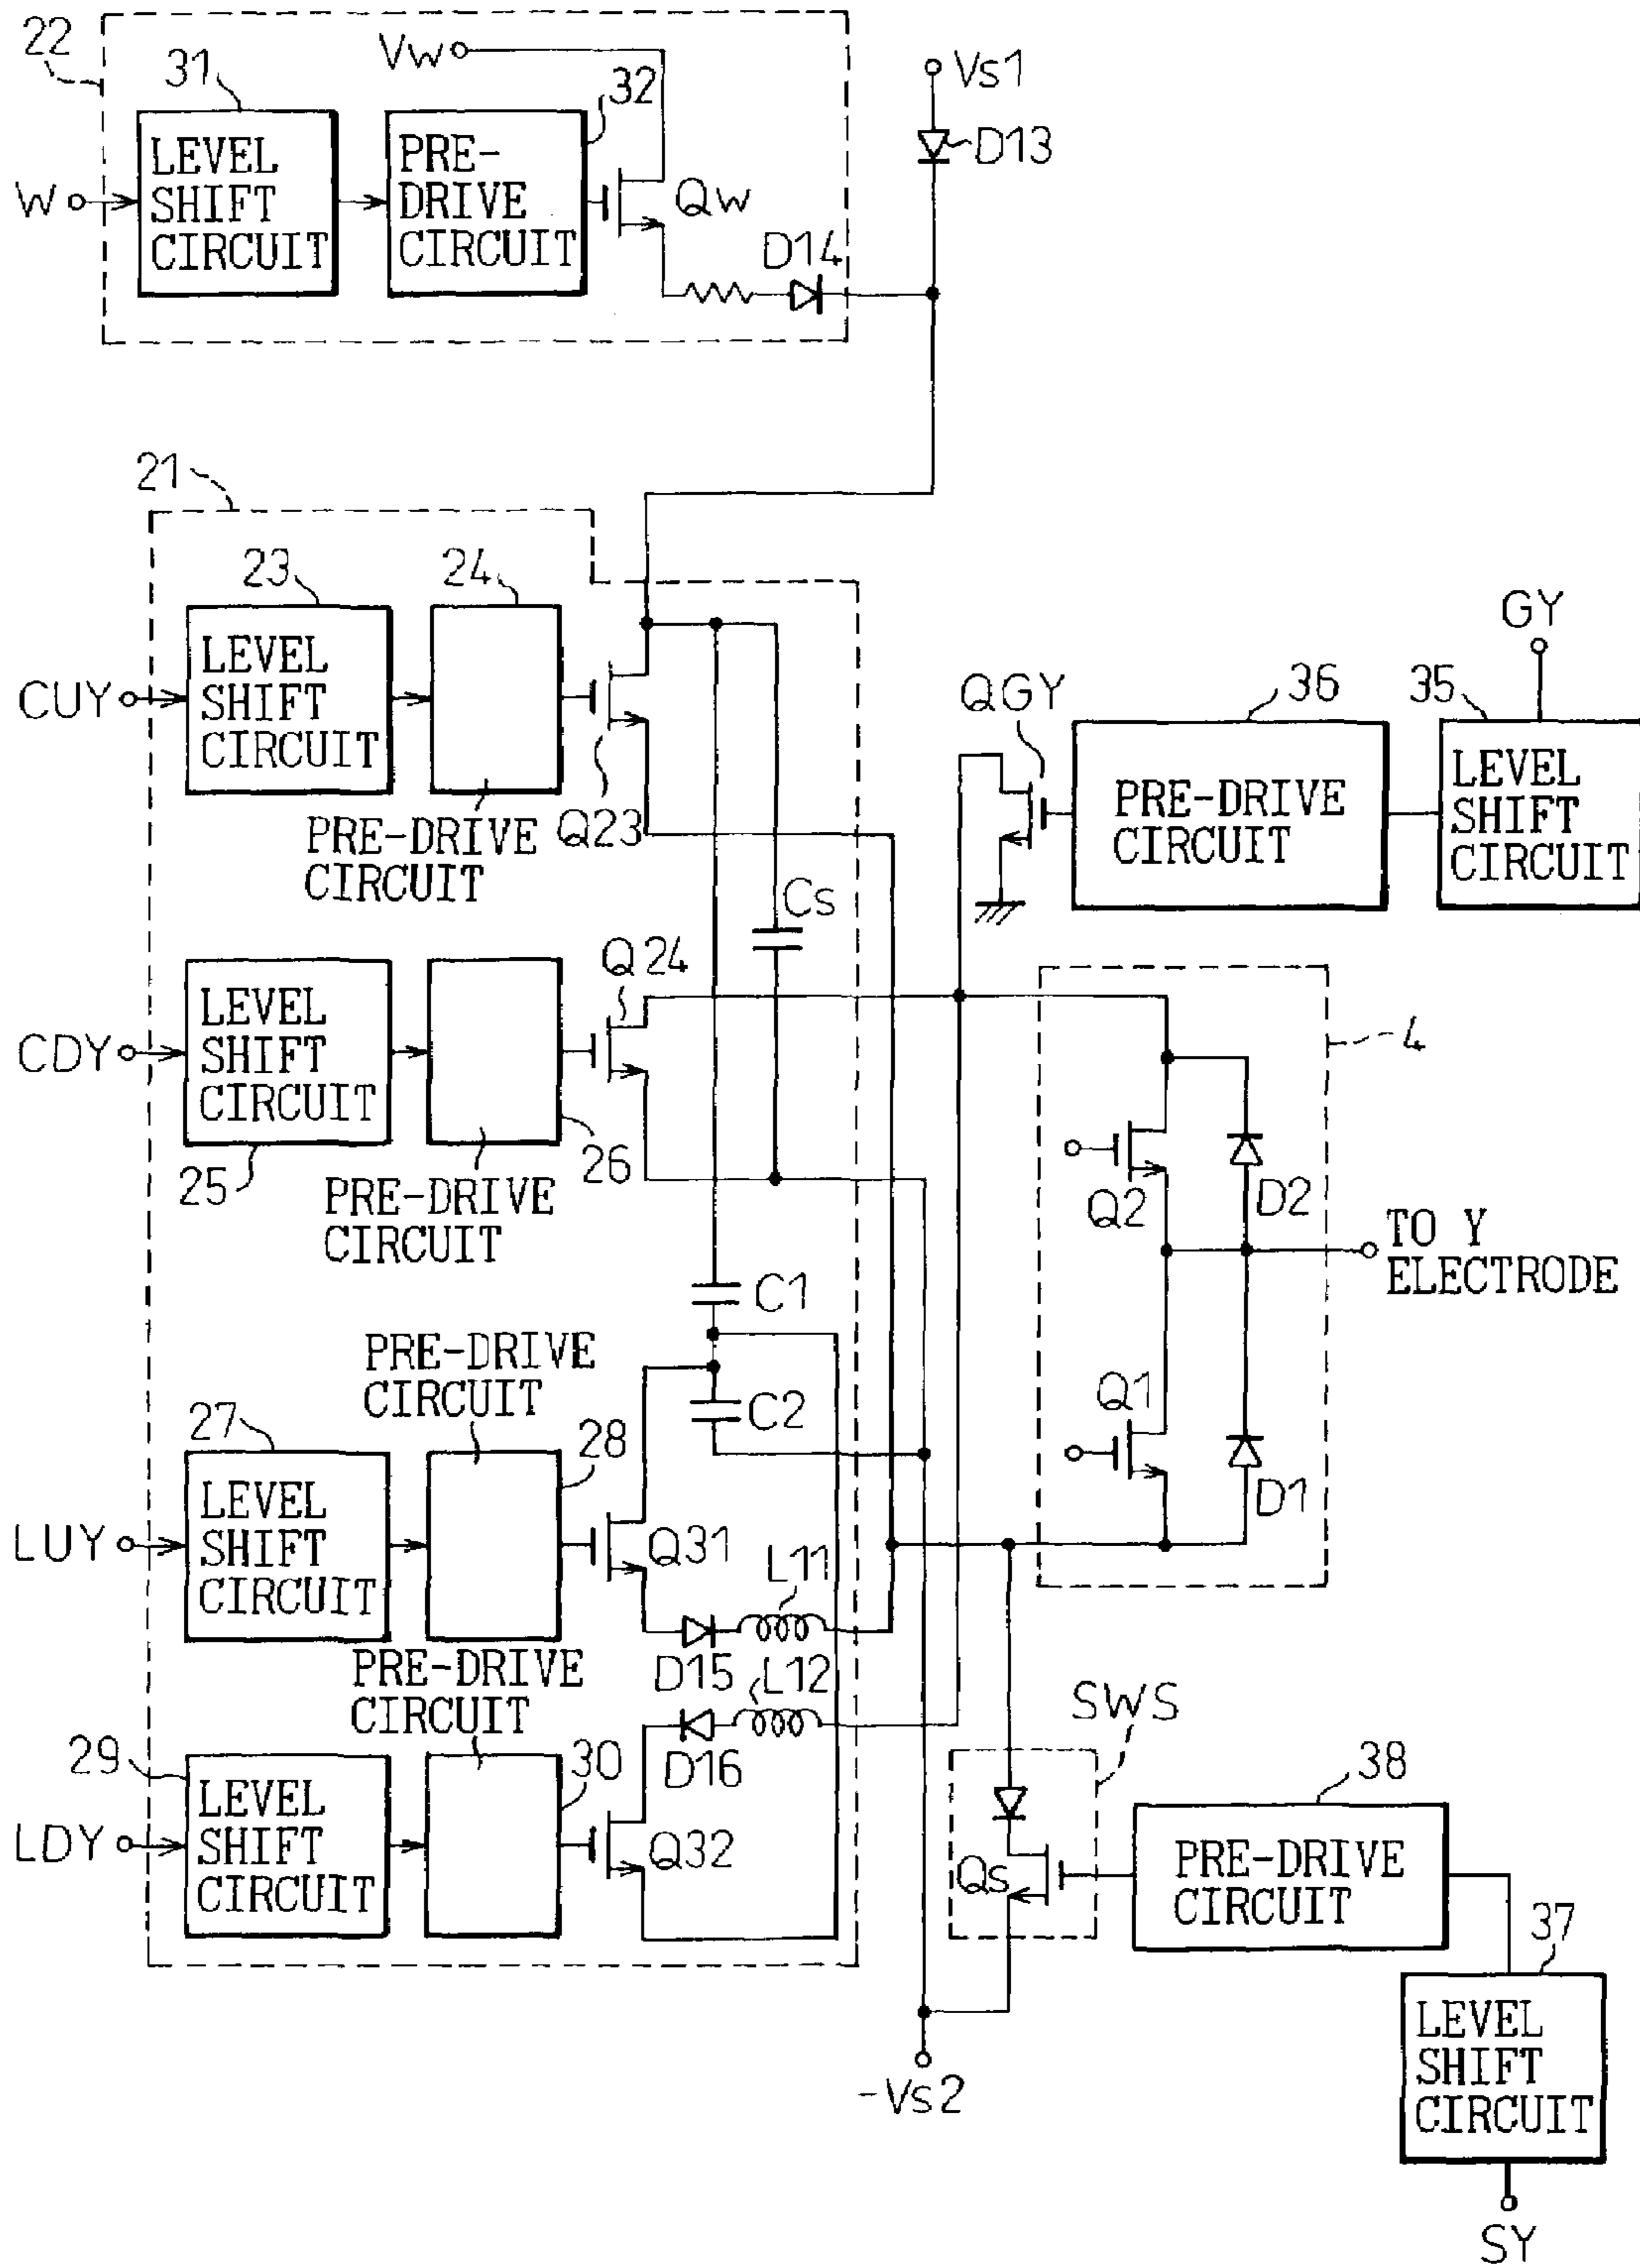 22
31
Vw
32
Vs1
D13
W
LEVEL
SHIFT
CIRCUIT
PRE-
DRIVE
CIRCUIT
Qw
D14
21
23
24
CUY
LEVEL
SHIFT
CIRCUIT
PRE-DRIVE
CIRCUIT
Q23
Cs
QGY
36
35
GY
PRE-DRIVE
CIRCUIT
LEVEL
SHIFT
CIRCUIT
CDY
LEVEL
SHIFT
CIRCUIT
25
26
PRE-DRIVE
CIRCUIT
Q24
4
Q2
D2
TO Y
ELECTRODE
C1
PRE-DRIVE
CIRCUIT
C2
Q1
D1
27
28
LUY
LEVEL
SHIFT
CIRCUIT
Q31
L11
D15
L12
PRE-DRIVE
CIRCUIT
D16
29
30
LDY
LEVEL
SHIFT
CIRCUIT
Q32
SWS
Qs
38
PRE-DRIVE
CIRCUIT
37
LEVEL
SHIFT
CIRCUIT
-Vs2
SY